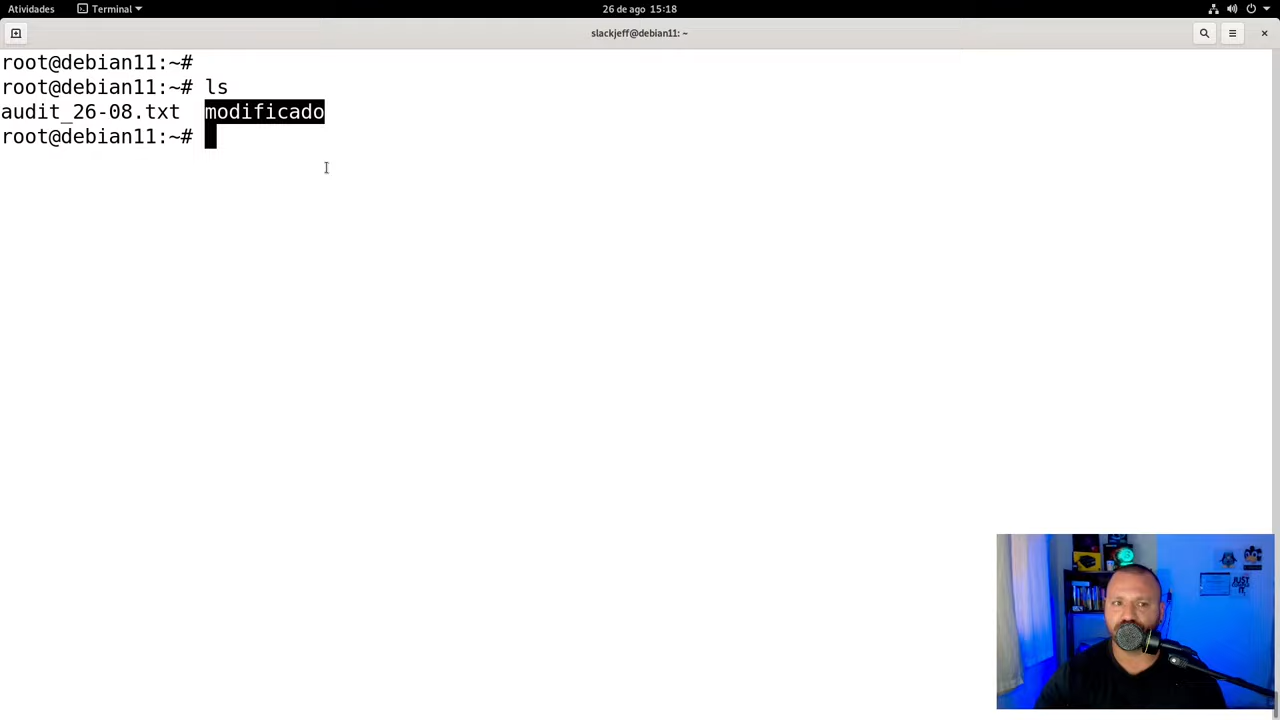 Atividades
Terminal
26 de ago 15:18
slackjeff@debian11: ~
root@debian11:~#
root@debian11:~# ls
audit_26-08.txt modificado
root@debian11:~#
JUST